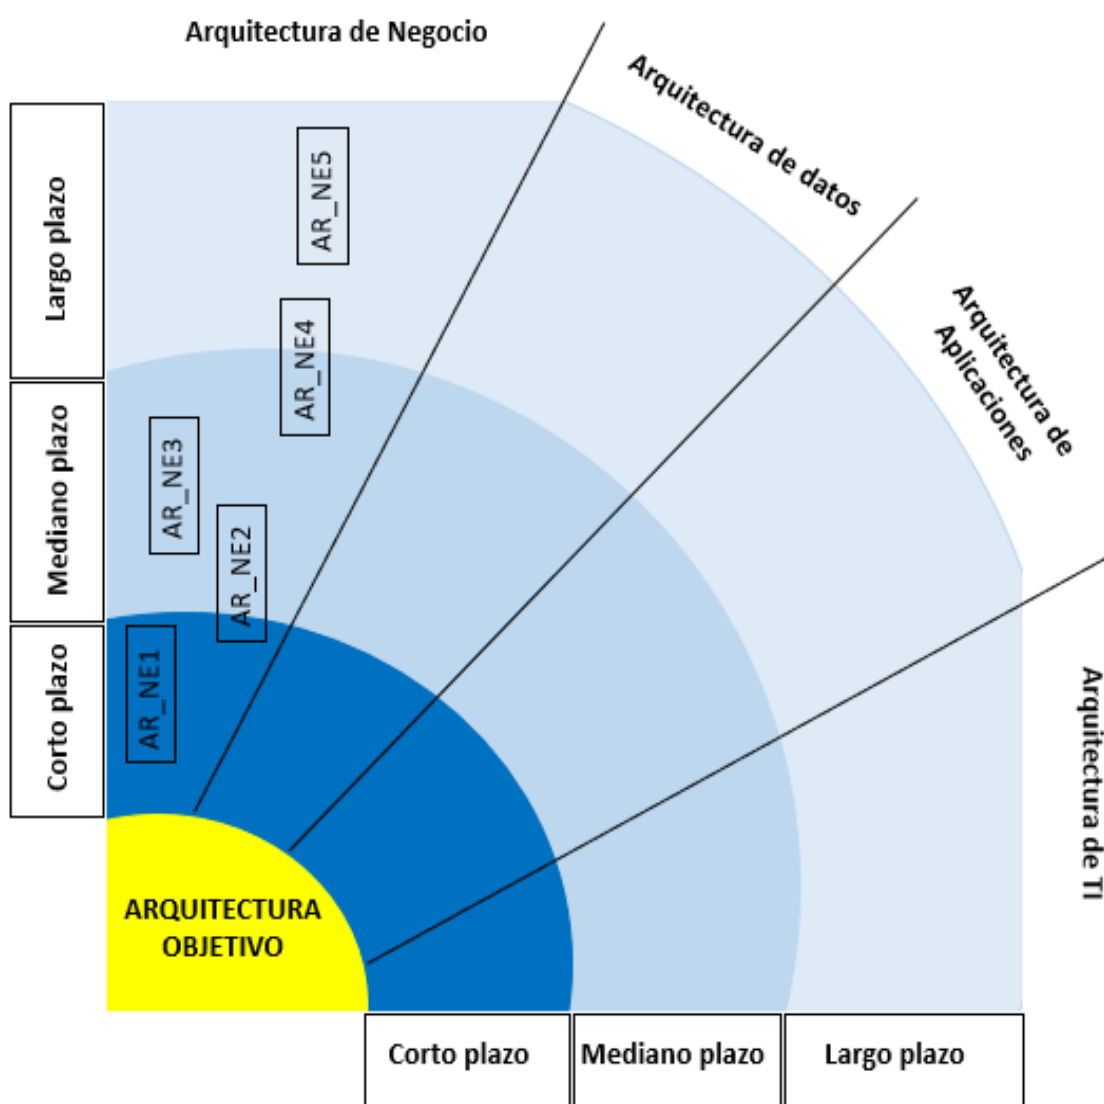 Arquitectura de Negocio
Arquitectura de datos
Arquitectura de
Aplicaciones
Arquitectura de TI
Largo plazo
Mediano plazo
Corto plazo
AR_NE5
AR_NE4
AR_NE3
AR_NE2
AR_NE1
ARQUITECTURA
OBJETIVO
Corto plazo
Mediano plazo
Largo plazo